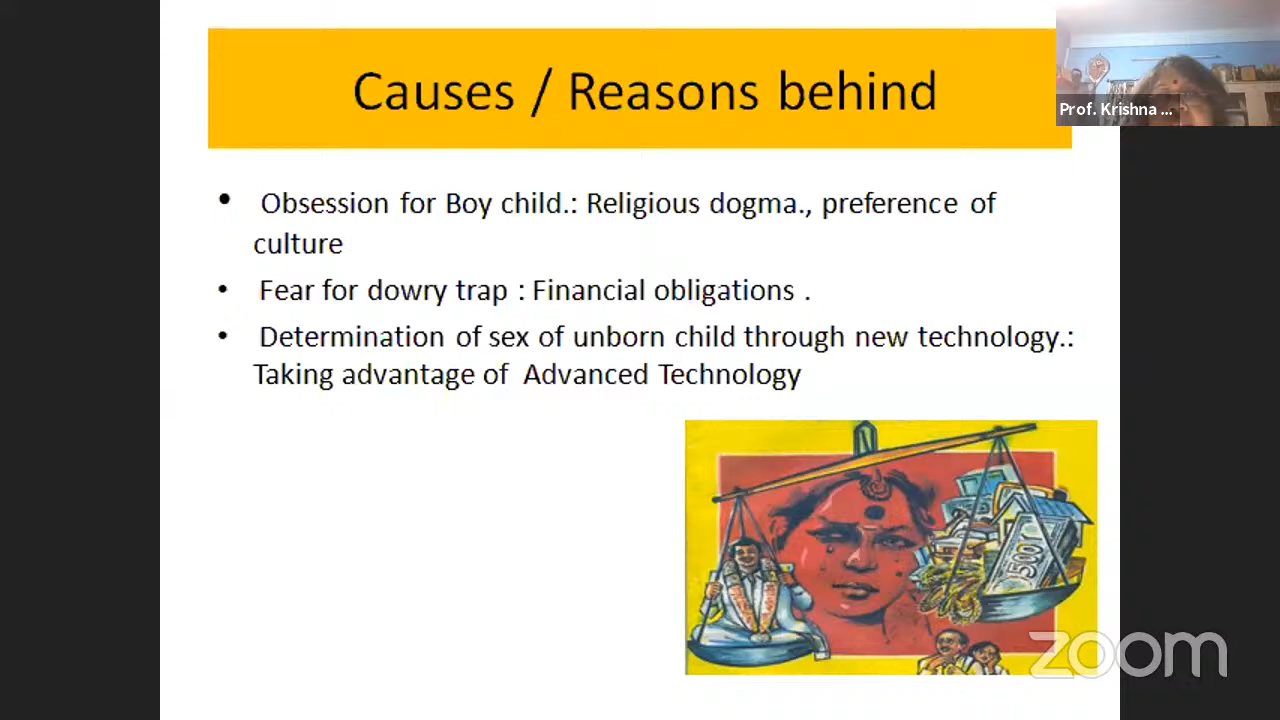 Causes / Reasons behind
Prof. Krishna ...
• Obsession for Boy child.: Religious dogma., preference of
culture
• Fear for dowry trap : Financial obligations .
• Determination of sex of unborn child through new technology.:
Taking advantage of Advanced Technology
500
zoom